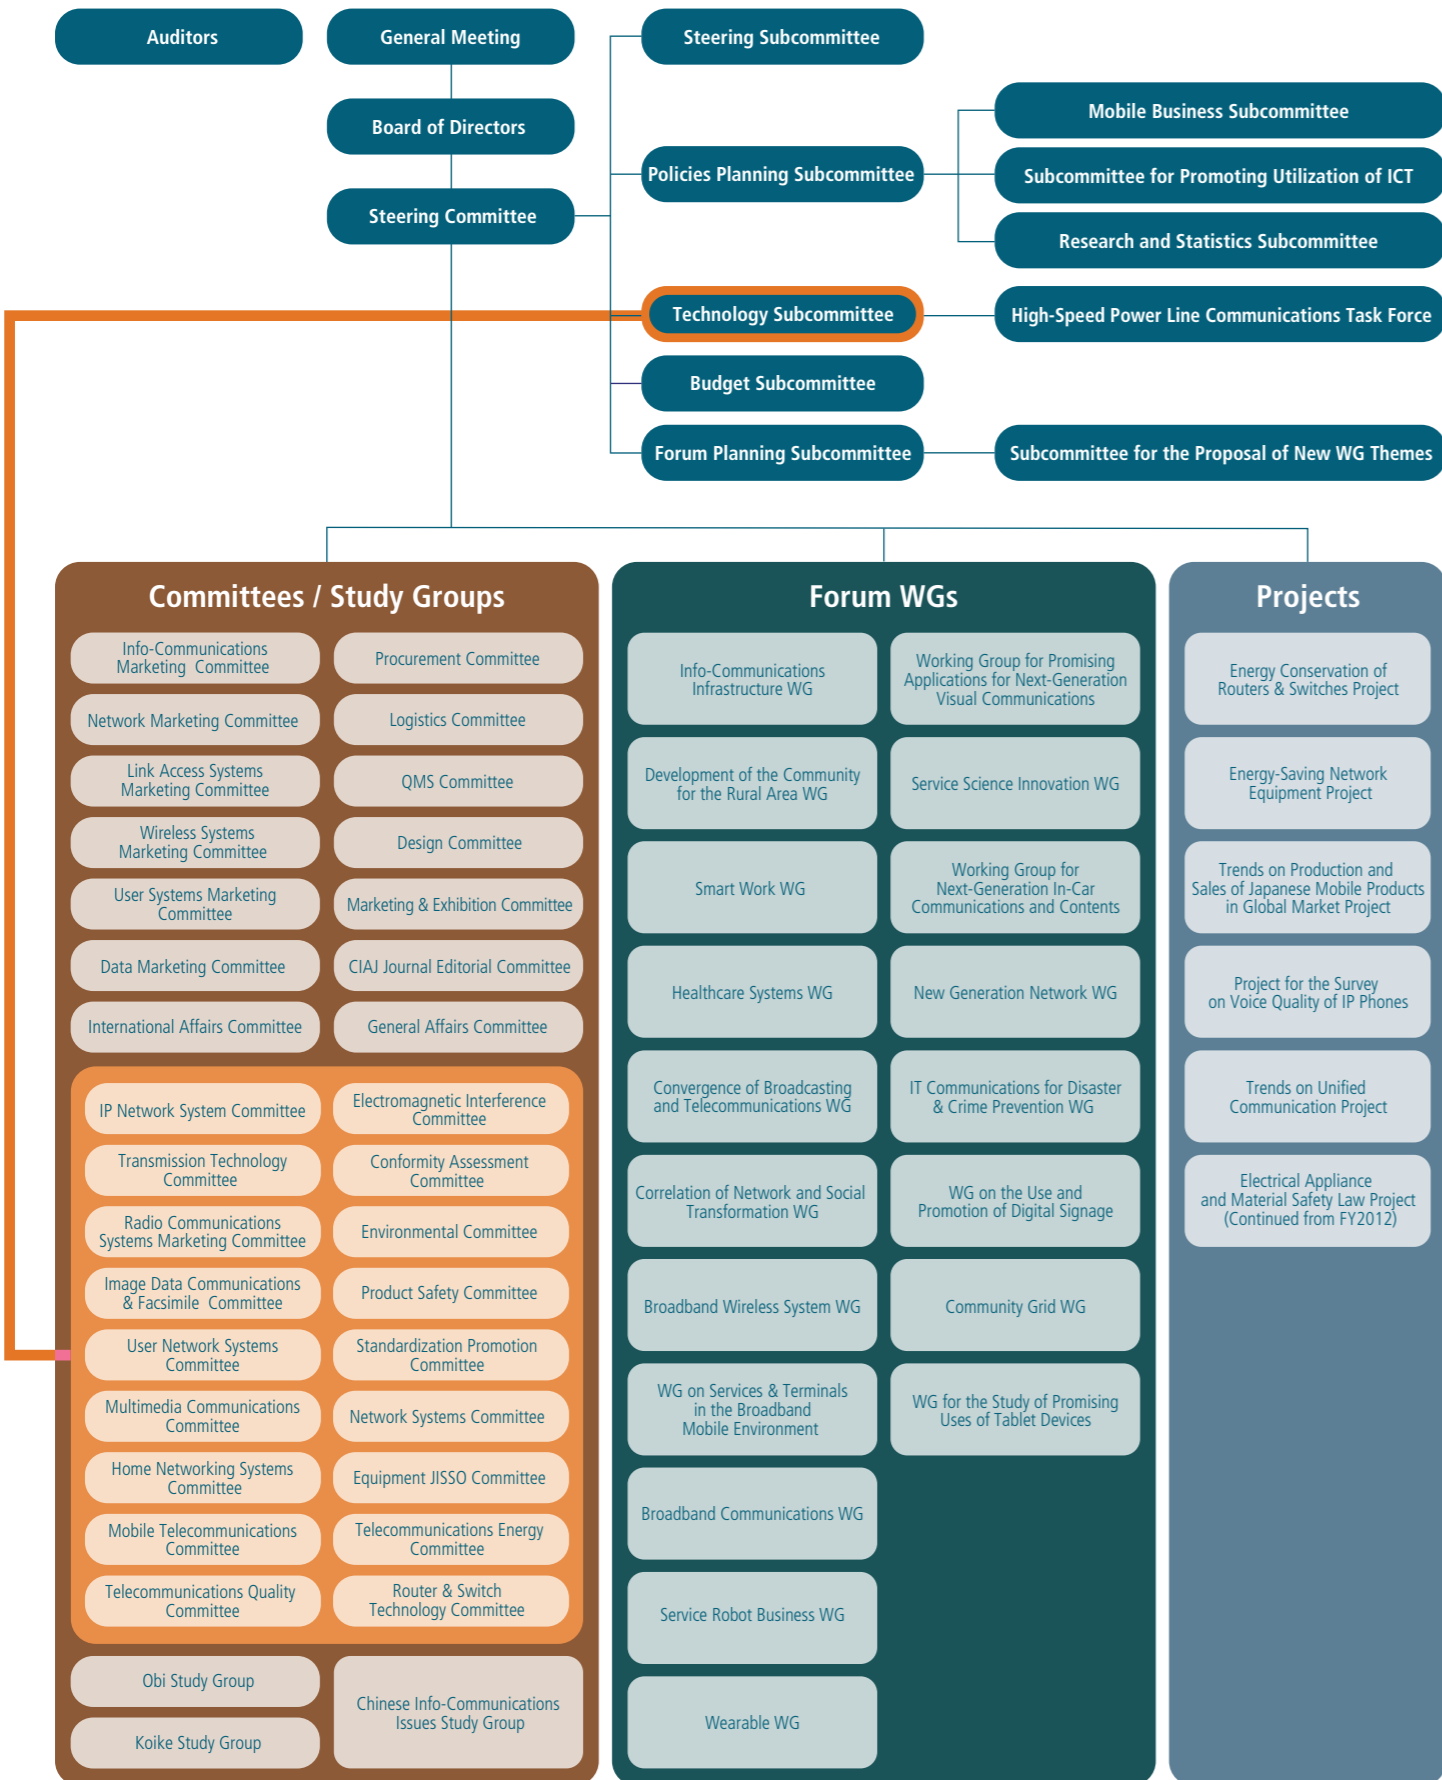 Auditors
General Meeting
Board of Directors
Steering Committee
Steering Subcommittee
Policies Planning Subcommittee
Technology Subcommittee
Budget Subcommittee
Forum Planning Subcommittee
Mobile Business Subcommittee
Subcommittee for Promoting Utilization of ICT
Research and Statistics Subcommittee
High-Speed Power Line Communications Task Force
Subcommittee for the Proposal of New WG Themes
Committees / Study Groups
Info-Communications
Marketing Committee
Network Marketing Committee
Link Access Systems
Marketing Committee
Wireless Systems
Marketing Committee
User Systems Marketing
Committee
Data Marketing Committee
International Affairs Committee
Procurement Committee
Logistics Committee
QMS Committee
Design Committee
Marketing & Exhibition Committee
CIAJ Journal Editorial Committee
General Affairs Committee
IP Network System Committee
Transmission Technology
Committee
Radio Communications
Systems Marketing Committee
Image Data Communications
& Facsimile Committee
User Network Systems
Committee
Multimedia Communications
Committee
Home Networking Systems
Committee
Mobile Telecommunications
Committee
Telecommunications Quality
Committee
Electromagnetic Interference
Committee
Conformity Assessment
Committee
Environmental Committee
Product Safety Committee
Standardization Promotion
Committee
Network Systems Committee
Equipment JISSO Committee
Telecommunications Energy
Committee
Router & Switch
Technology Committee
Obi Study Group
Koike Study Group
Chinese Info-Communications
Issues Study Group
Forum WGs
Info-Communications
Infrastructure WG
Development of the Community
for the Rural Area WG
Smart Work WG
Healthcare Systems WG
Convergence of Broadcasting
and Telecommunications WG
Correlation of Network and Social
Transformation WG
Broadband Wireless System WG
WG on Services & Terminals
in the Broadband
Mobile Environment
Broadband Communications WG
Service Robot Business WG
Wearable WG
Working Group for Promising
Applications for Next-Generation
Visual Communications
Service Science Innovation WG
Working Group for
Next-Generation In-Car
Communications and Contents
New Generation Network WG
IT Communications for Disaster
& Crime Prevention WG
WG on the Use and
Promotion of Digital Signage
Community Grid WG
WG for the Study of Promising
Uses of Tablet Devices
Projects
Energy Conservation of
Routers & Switches Project
Energy-Saving Network
Equipment Project
Trends on Production and
Sales of Japanese Mobile Products
in Global Market Project
Project for the Survey
on Voice Quality of IP Phones
Trends on Unified
Communication Project
Electrical Appliance
and Material Safety Law Project
(Continued from FY2012)